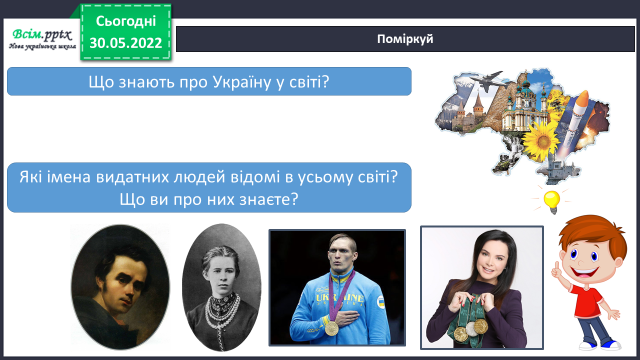 Всім.pptx
Нова українська школа
Сьогодні
30.05.2022
Поміркуй
Що знають про Україну у світі?
Які імена видатних людей відомі в усьому світі?
Що ви про них знаєте?
UKRAINE